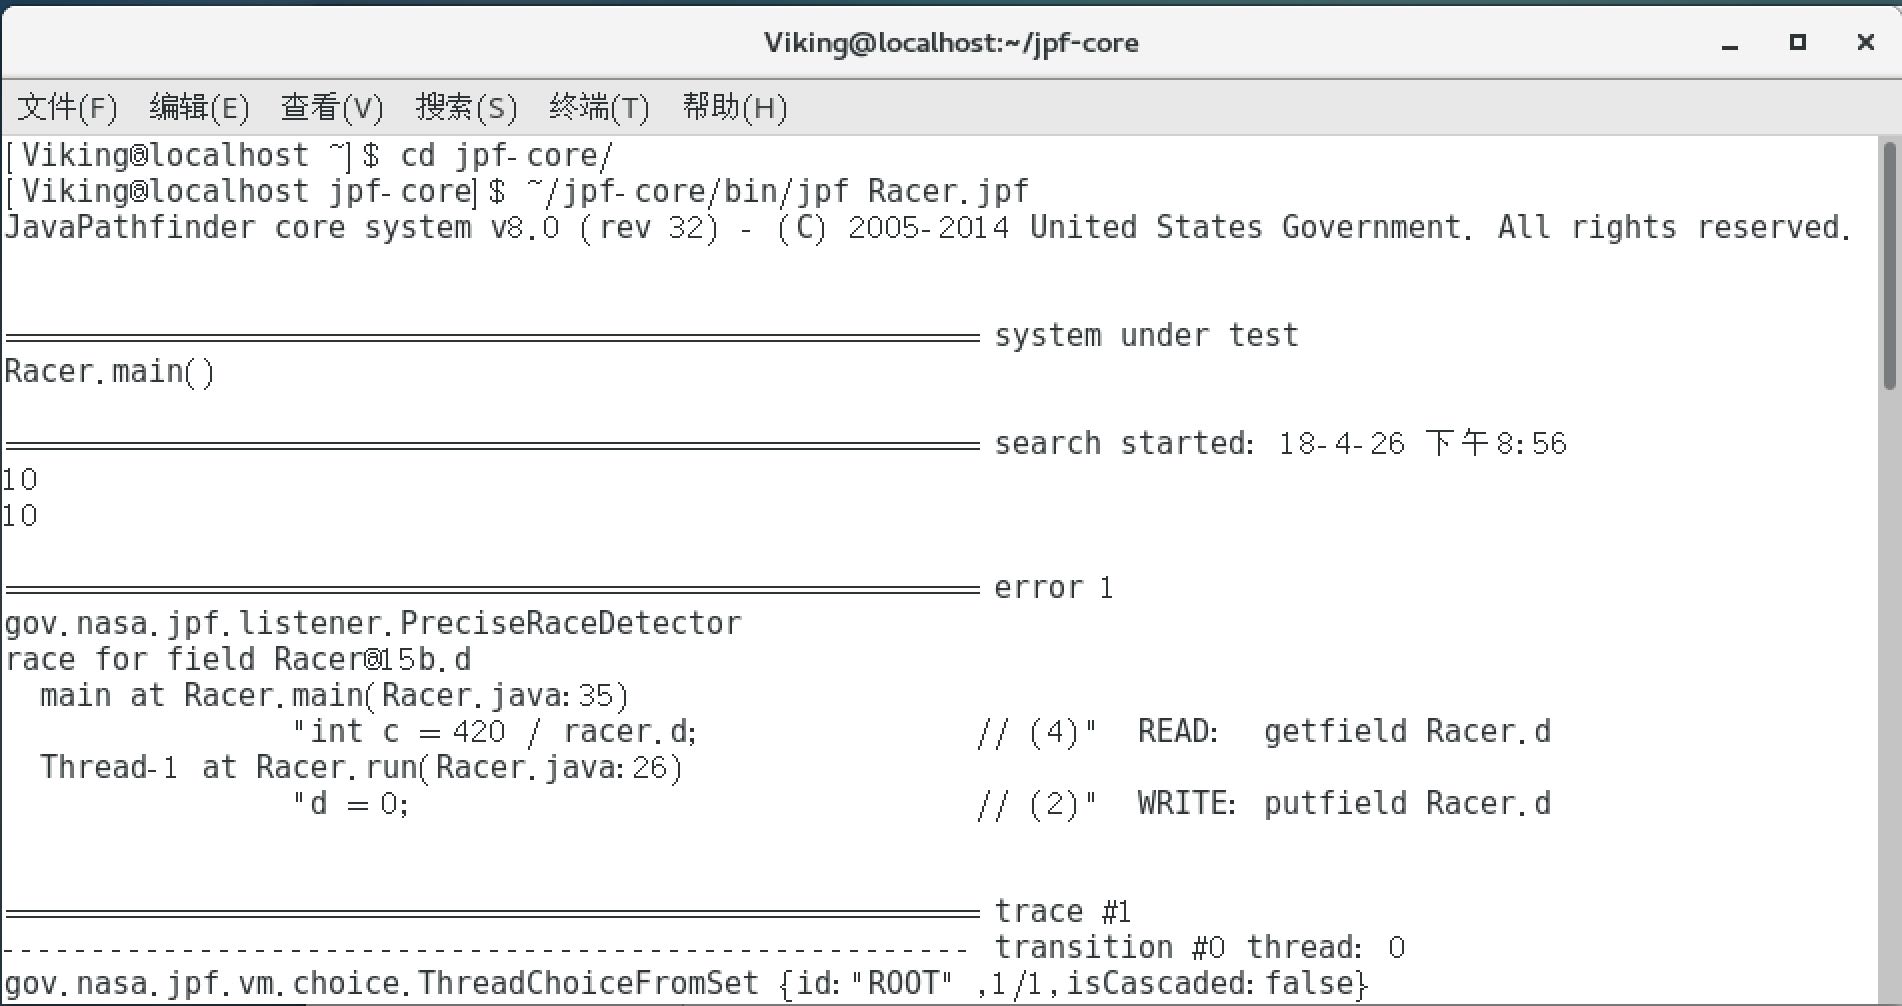 Viking@localhost:~/jpf-core
文件(F) 编辑(E) 查看(V) 搜索(S) 终端(T) 帮助(H)
[Viking@localhost ~]$ cd jpf-core/
[Viking@localhost jpf-core]$ ~/jpf-core/bin/jpf Racer.jpf
JavaPathfinder core system v8.0 (rev 32) - (C) 2005-2014 United States Government. All rights reserved.
====================================================== system under test
Racer.main()
====================================================== search started: 18-4-26 下午8:56
10
10
====================================================== error 1
gov.nasa.jpf.listener.PreciseRaceDetector
race for field Racer@15b.d
  main at Racer.main(Racer.java:35)
                "int c = 420 / racer.d;               // (4)"  READ:  getfield Racer.d
  Thread-1 at Racer.run(Racer.java:26)
                "d = 0;                               // (2)"  WRITE: putfield Racer.d
====================================================== trace #1
------------------------------------------------------ transition #0 thread: 0
gov.nasa.jpf.vm.choice.ThreadChoiceFromSet {id:"ROOT" ,1/1,isCascaded:false}